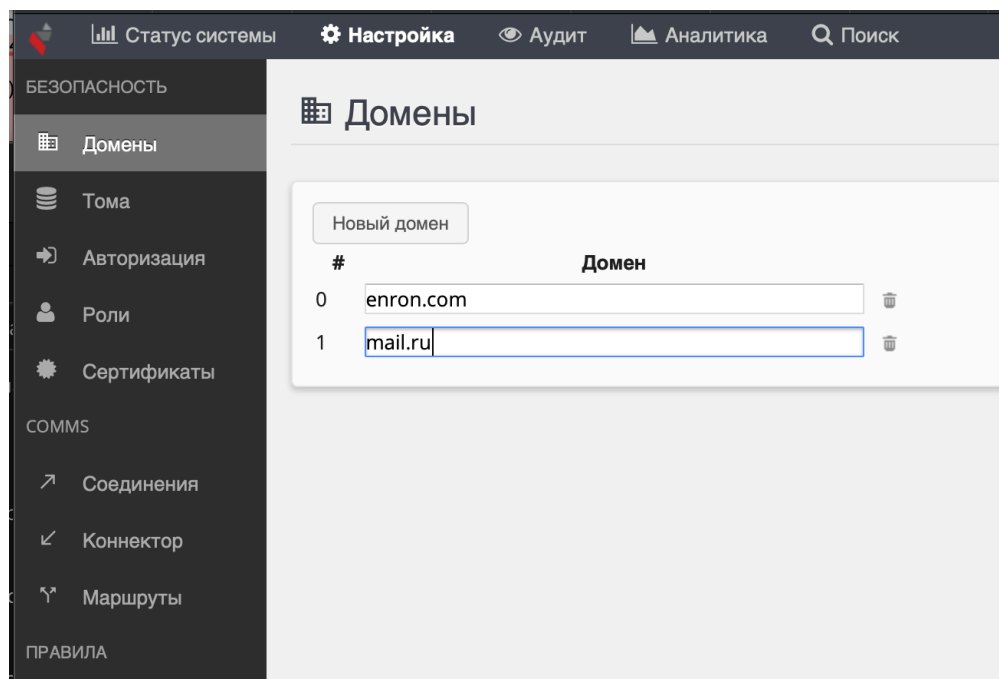 Статус системы Настройка Аудит Аналитика Поиск
БЕЗОПАСНОСТЬ
Домены
Тома
Авторизация
Роли
Сертификаты
COMMS
Соединения
Коннектор
Маршруты
ПРАВИЛА
Домены
Новый домен
# Домен
0 enron.com
1 mail.ru